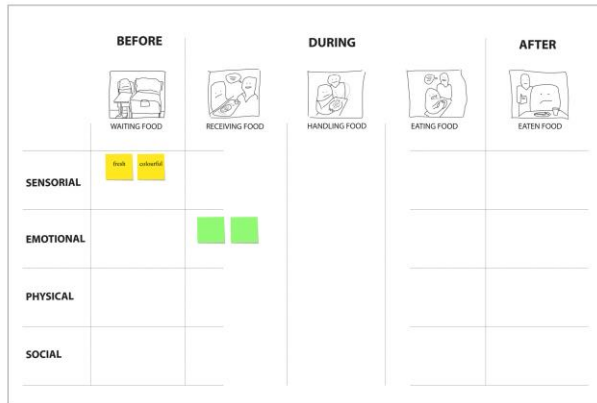 BEFORE DURING AFTER
WAITING FOOD RECEIVING FOOD HANDLING FOOD EATING FOOD EATEN FOOD
fresh colourful
SENSORIAL
EMOTIONAL
PHYSICAL
SOCIAL